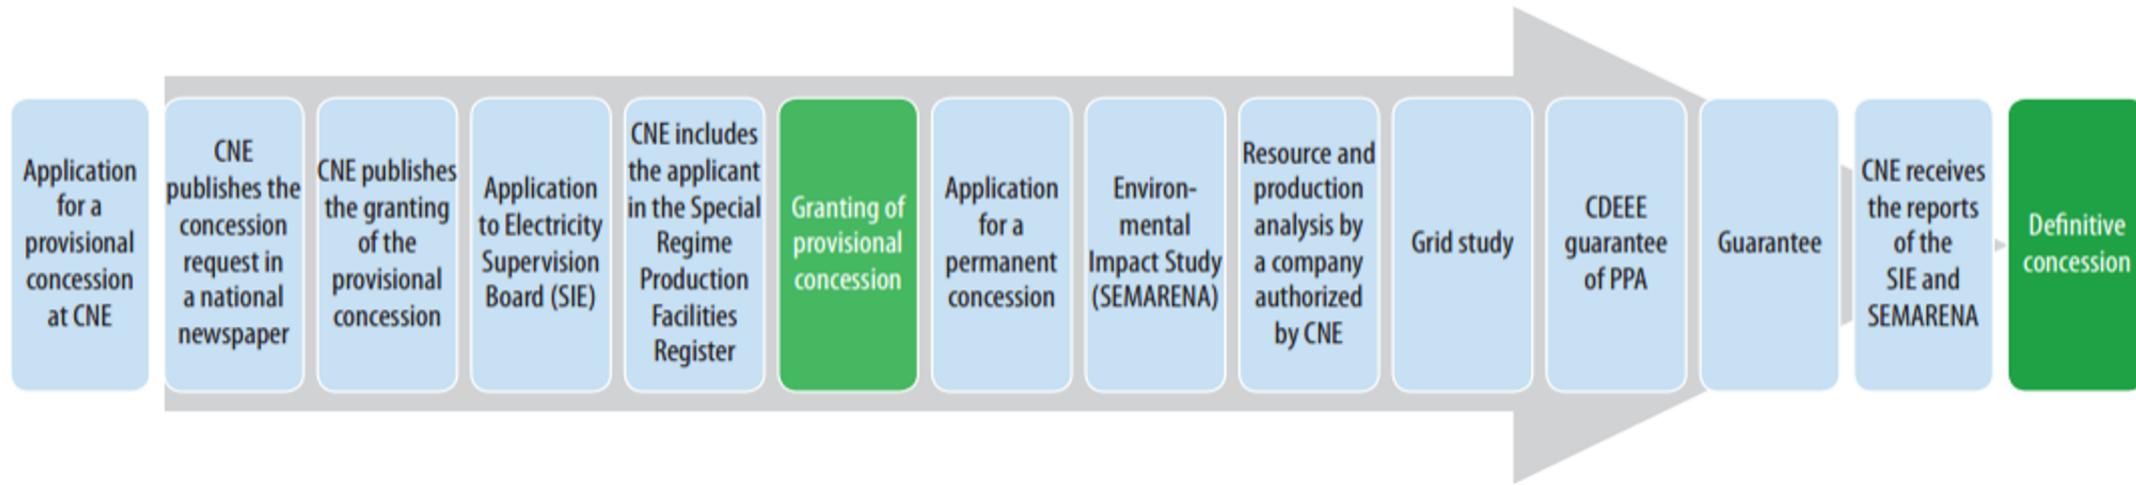 Application
for a
provisional
concession
at CNE
CNE
publishes the
concession
request in
a national
newspaper
CNE publishes
the granting
of the
provisional
concession
Application
to Electricity
Supervision
Board (SIE)
CNE includes
the applicant
in the Special
Regime
Production
Facilities
Register
Granting of
provisional
concession
Application
for a
permanent
concession
Environ-
mental
Impact Study
(SEMARENA)
Resource and
production
analysis by
a company
authorized
by CNE
Grid study
CDEEE
guarantee
of PPA
Guarantee
CNE receives
the reports
of the
SIE and
SEMARENA
Definitive
concession